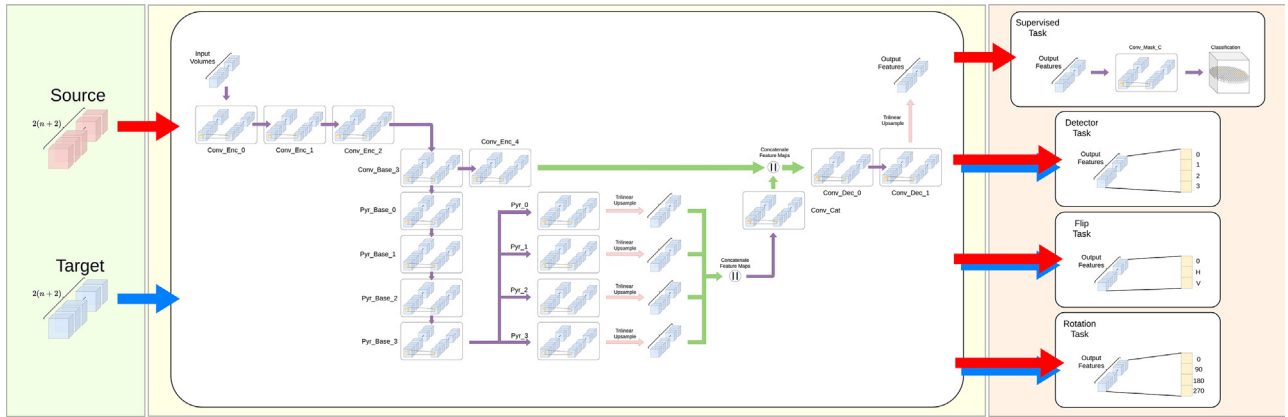 Source
2(n + 2)
Target
2(n + 2)
Input
Volumes
Conv_Enc_0
Conv_Enc_1
Conv_Enc_2
Conv_Base_3
Conv_Enc_4
Pyr_Base_0
Pyr_Base_1
Pyr_Base_2
Pyr_Base_3
Pyr_0
Pyr_1
Pyr_2
Pyr_3
Trilinear
Upsample
Trilinear
Upsample
Trilinear
Upsample
Trilinear
Upsample
Concatenate
Feature Maps
Conv_Cat
Concatenate
Feature Maps
Conv_Dec_0
Conv_Dec_1
Trilinear
Upsample
Output
Features
Supervised
Task
Output
Features
Conv_Mask_C
Classification
Detector
Task
Output
Features
0
1
2
3
Flip
Task
Output
Features
0
H
V
Rotation
Task
Output
Features
0
90
180
270